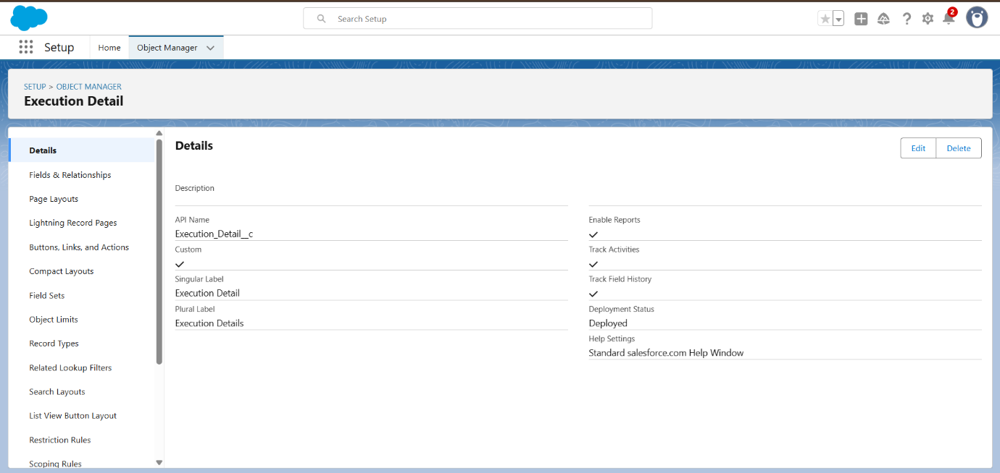 Search Setup
2
Setup
Home
Object Manager
SETUP > OBJECT MANAGER
Execution Detail
Details
Fields & Relationships
Page Layouts
Lightning Record Pages
Buttons, Links, and Actions
Compact Layouts
Field Sets
Object Limits
Record Types
Related Lookup Filters
Search Layouts
List View Button Layout
Restriction Rules
Scoping Rules
Details
Edit
Delete
Description
API Name
Execution_Detail__c
Custom
Singular Label
Execution Detail
Plural Label
Execution Details
Enable Reports
Track Activities
Track Field History
Deployment Status
Deployed
Help Settings
Standard salesforce.com Help Window